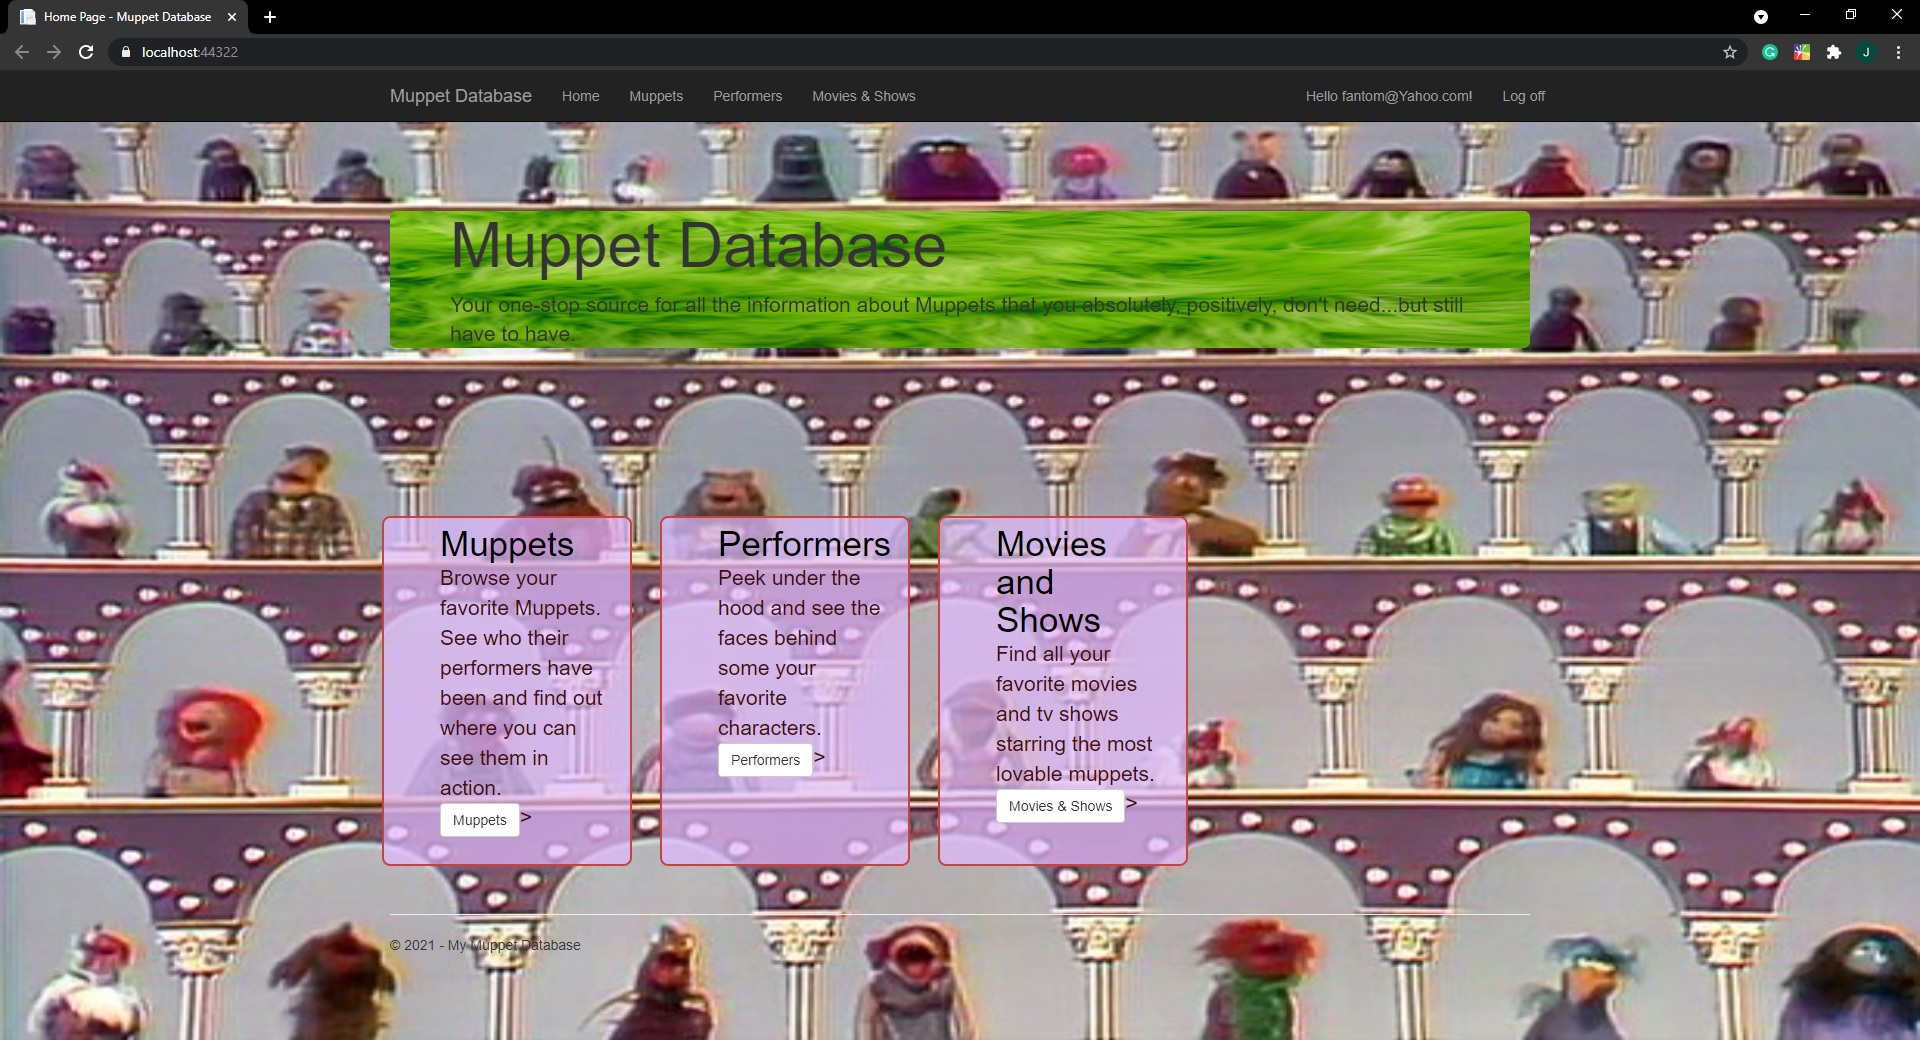 Home Page - Muppet Database
localhost:44322
J
Muppet Database Home Muppets Performers Movies & Shows Hello fantom@Yahoo.com! Log off
Muppet Database
Your one-stop source for all the information about Muppets that you absolutely, positively, don't need...but still
have to have.
Muppets
Browse your
favorite Muppets.
See who their
performers have
been and find out
where you can
see them in
action.
Muppets >
Performers
Peek under the
hood and see the
faces behind
some your
favorite
characters.
Performers >
Movies
and
Shows
Find all your
favorite movies
and tv shows
starring the most
lovable muppets.
Movies & Shows >
© 2021 - My Muppet Database